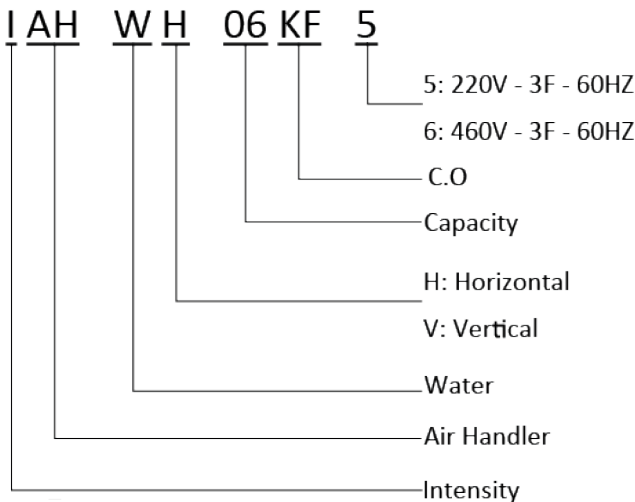 I AH W H 06 KF 5
5: 220V - 3F - 60HZ
6: 460V - 3F - 60HZ
C.O
Capacity
H: Horizontal
V: Vertical
Water
Air Handler
Intensity